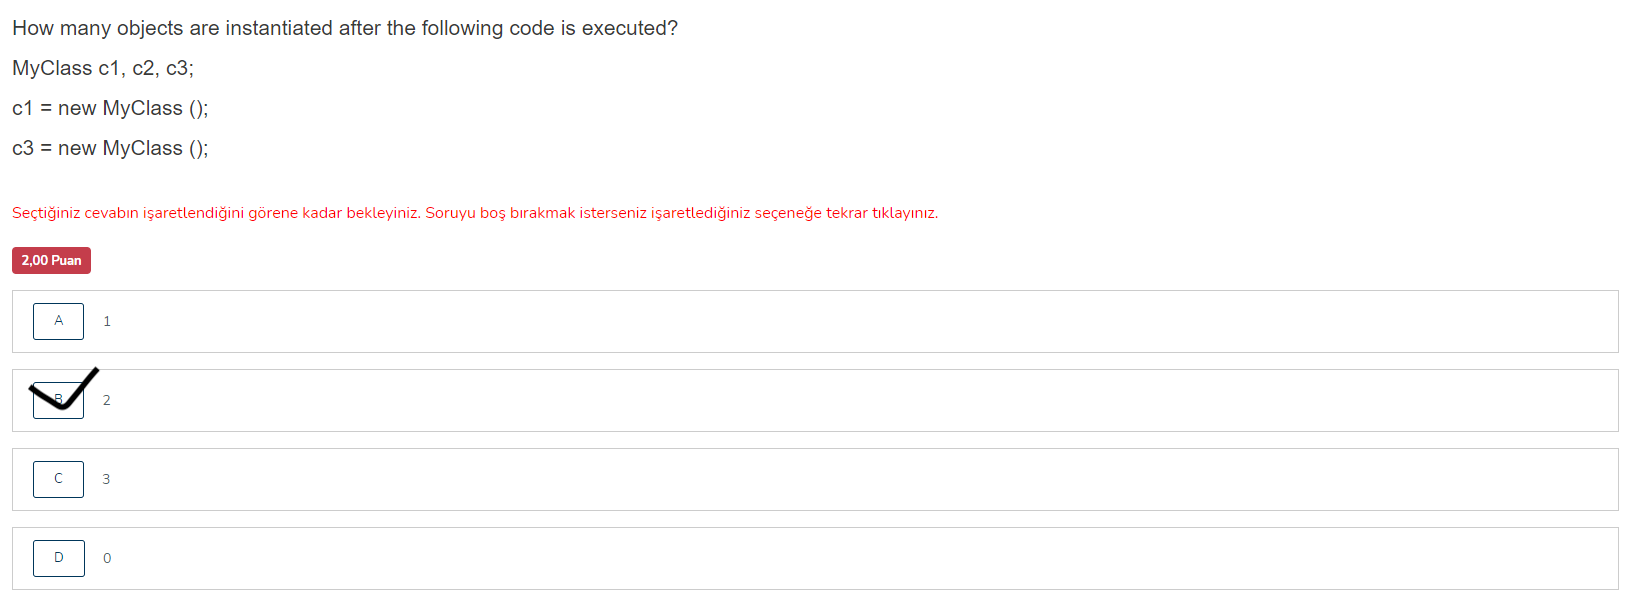 How many objects are instantiated after the following code is executed?
MyClass c1, c2, c3;
c1 = new MyClass ();
c3 = new MyClass ();
Seçtiğiniz cevabın işaretlendiğini görene kadar bekleyiniz. Soruyu boş bırakmak isterseniz işaretlediğiniz seçeneğe tekrar tıklayınız.
2,00 Puan
A 1
B 2
C 3
D 0